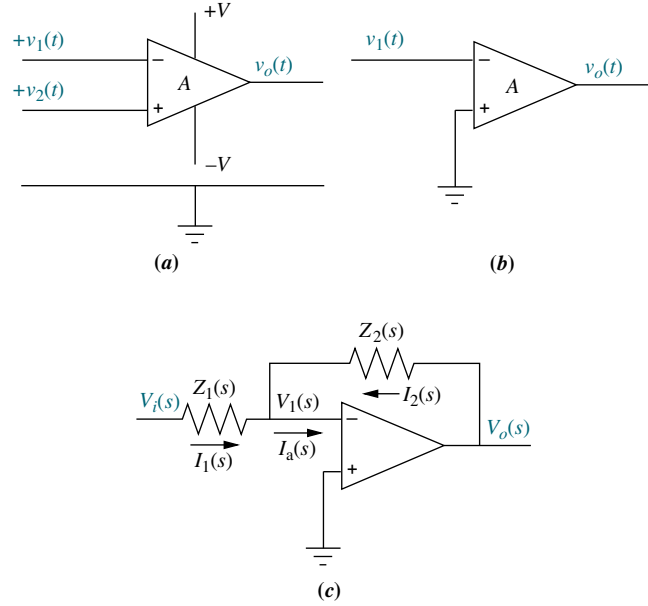 +V
+v₁(t)
−
A
vₒ(t)
+v₂(t)
+
−V
(a)
v₁(t)
−
A
vₒ(t)
+
(b)
Z₂(s)
I₂(s)
Z₁(s)
Vᵢ(s)
V₁(s)
−
Vₒ(s)
I₁(s)
Iₐ(s)
+
(c)